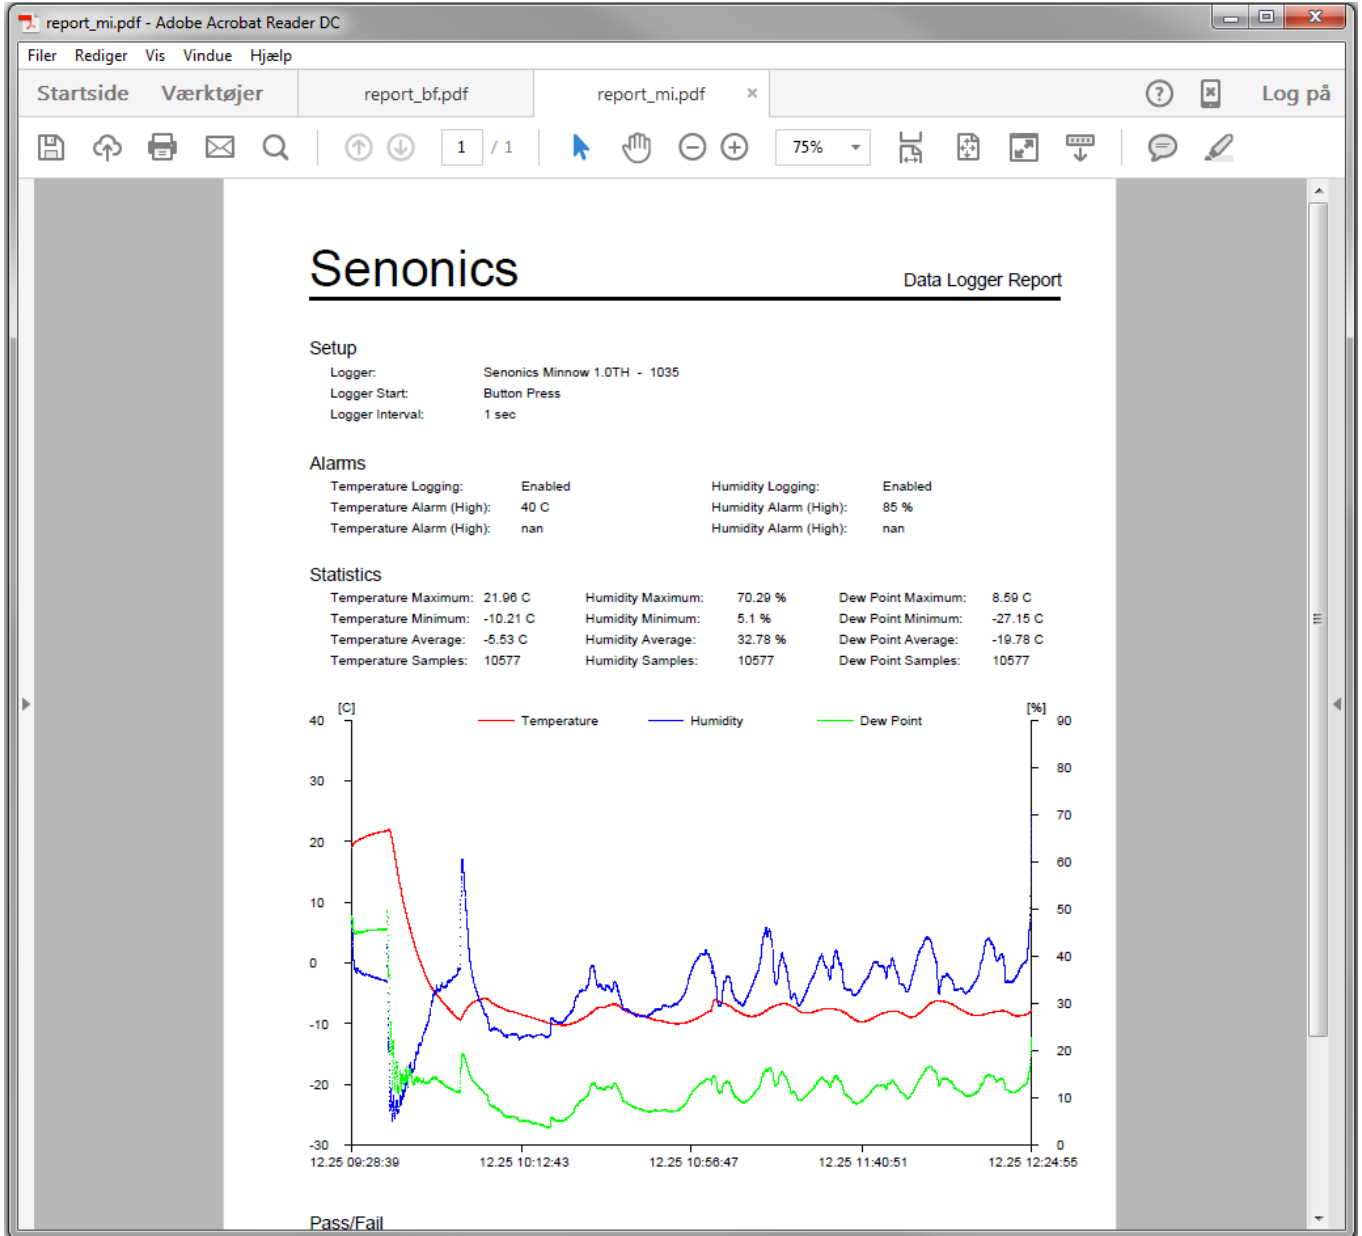 report_mi.pdf - Adobe Acrobat Reader DC
Filer Rediger Vis Vindue Hjælp
Startside Værktøjer report_bf.pdf report_mi.pdf × ? Log på
1 / 1 75%
Senonics Data Logger Report
Setup
Logger: Senonics Minnow 1.0TH - 1035
Logger Start: Button Press
Logger Interval: 1 sec
Alarms
Temperature Logging: Enabled Humidity Logging: Enabled
Temperature Alarm (High): 40 C Humidity Alarm (High): 85 %
Temperature Alarm (High): nan Humidity Alarm (High): nan
Statistics
Temperature Maximum: 21.96 C Humidity Maximum: 70.29 % Dew Point Maximum: 8.59 C
Temperature Minimum: -10.21 C Humidity Minimum: 5.1 % Dew Point Minimum: -27.15 C
Temperature Average: -5.53 C Humidity Average: 32.78 % Dew Point Average: -19.78 C
Temperature Samples: 10577 Humidity Samples: 10577 Dew Point Samples: 10577
[C] [%]
40 Temperature Humidity Dew Point 90
80
30
70
20
60
10
50
0 40
30
-10
20
-20
10
-30 0
12.25 09:28:39 12.25 10:12:43 12.25 10:56:47 12.25 11:40:51 12.25 12:24:55
Pass/Fail